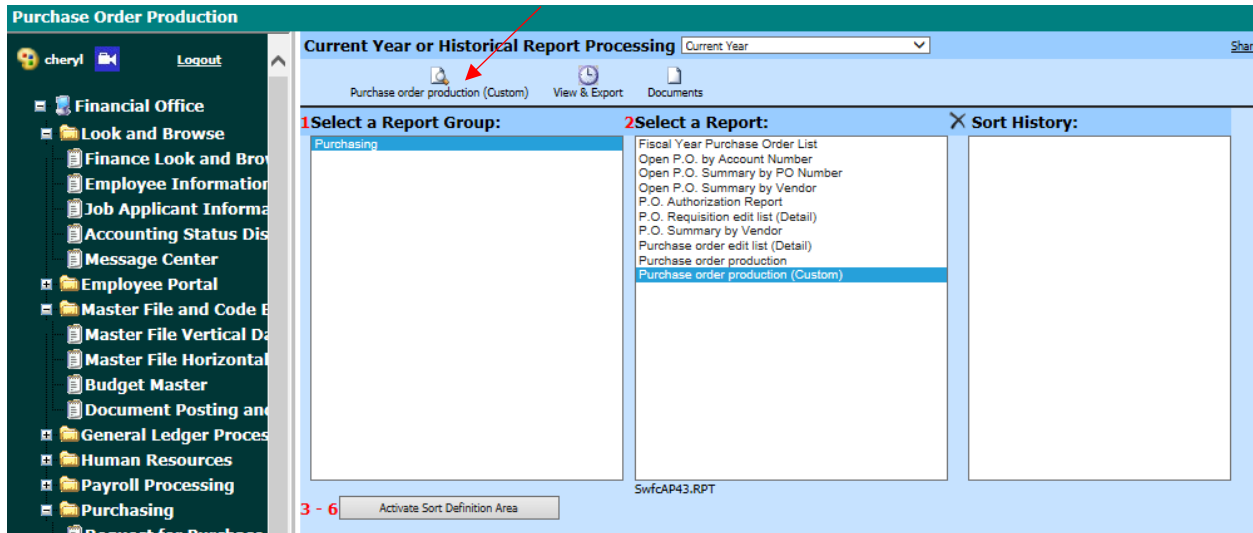 Purchase Order Production
cheryl Logout
Financial Office
Look and Browse
Finance Look and Brow
Employee Information
Job Applicant Informa
Accounting Status Dis
Message Center
Employee Portal
Master File and Code E
Master File Vertical Da
Master File Horizontal
Budget Master
Document Posting and
General Ledger Proces
Human Resources
Payroll Processing
Purchasing
Current Year or Historical Report Processing Current Year
Shar
Purchase order production (Custom) View & Export Documents
1Select a Report Group: 2Select a Report: Sort History:
Purchasing
Fiscal Year Purchase Order List
Open P.O. by Account Number
Open P.O. Summary by PO Number
Open P.O. Summary by Vendor
P.O. Authorization Report
P.O. Requisition edit list (Detail)
P.O. Summary by Vendor
Purchase order edit list (Detail)
Purchase order production
Purchase order production (Custom)
SwfcAP43.RPT
3 - 6 Activate Sort Definition Area